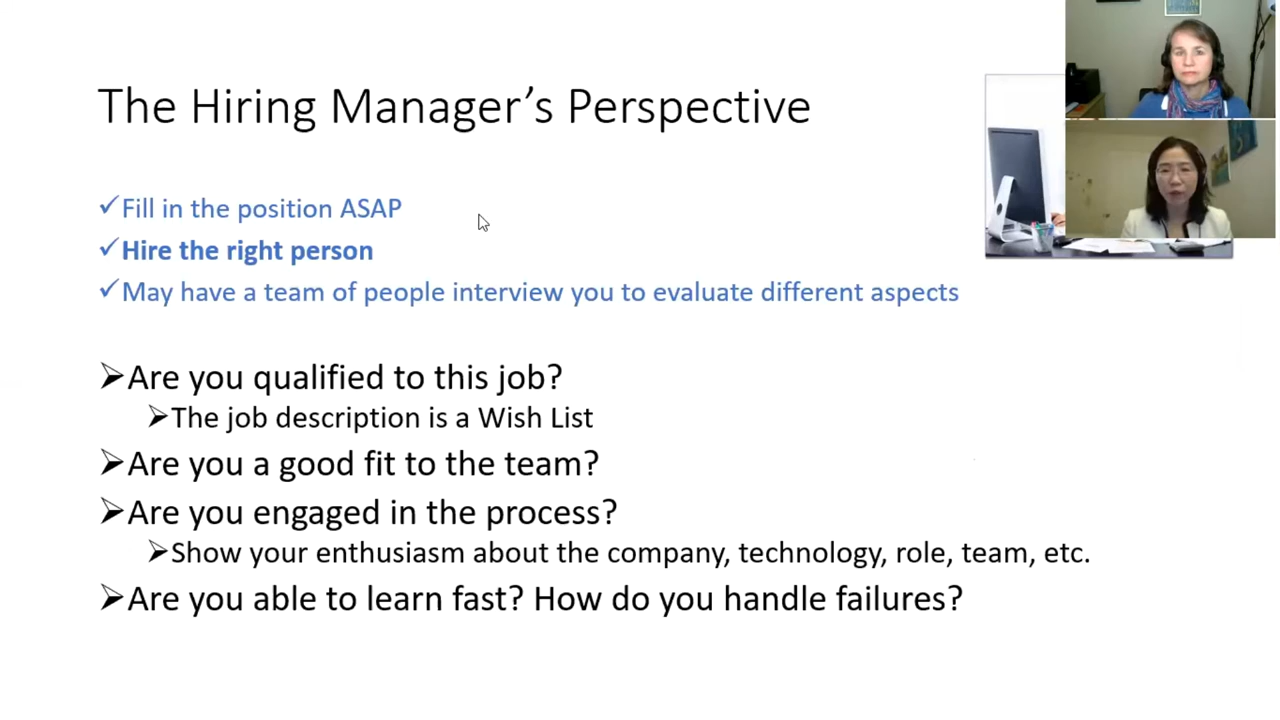 The Hiring Manager’s Perspective
✓Fill in the position ASAP
✓Hire the right person
✓May have a team of people interview you to evaluate different aspects
➢Are you qualified to this job?
➢The job description is a Wish List
➢Are you a good fit to the team?
➢Are you engaged in the process?
➢Show your enthusiasm about the company, technology, role, team, etc.
➢Are you able to learn fast? How do you handle failures?